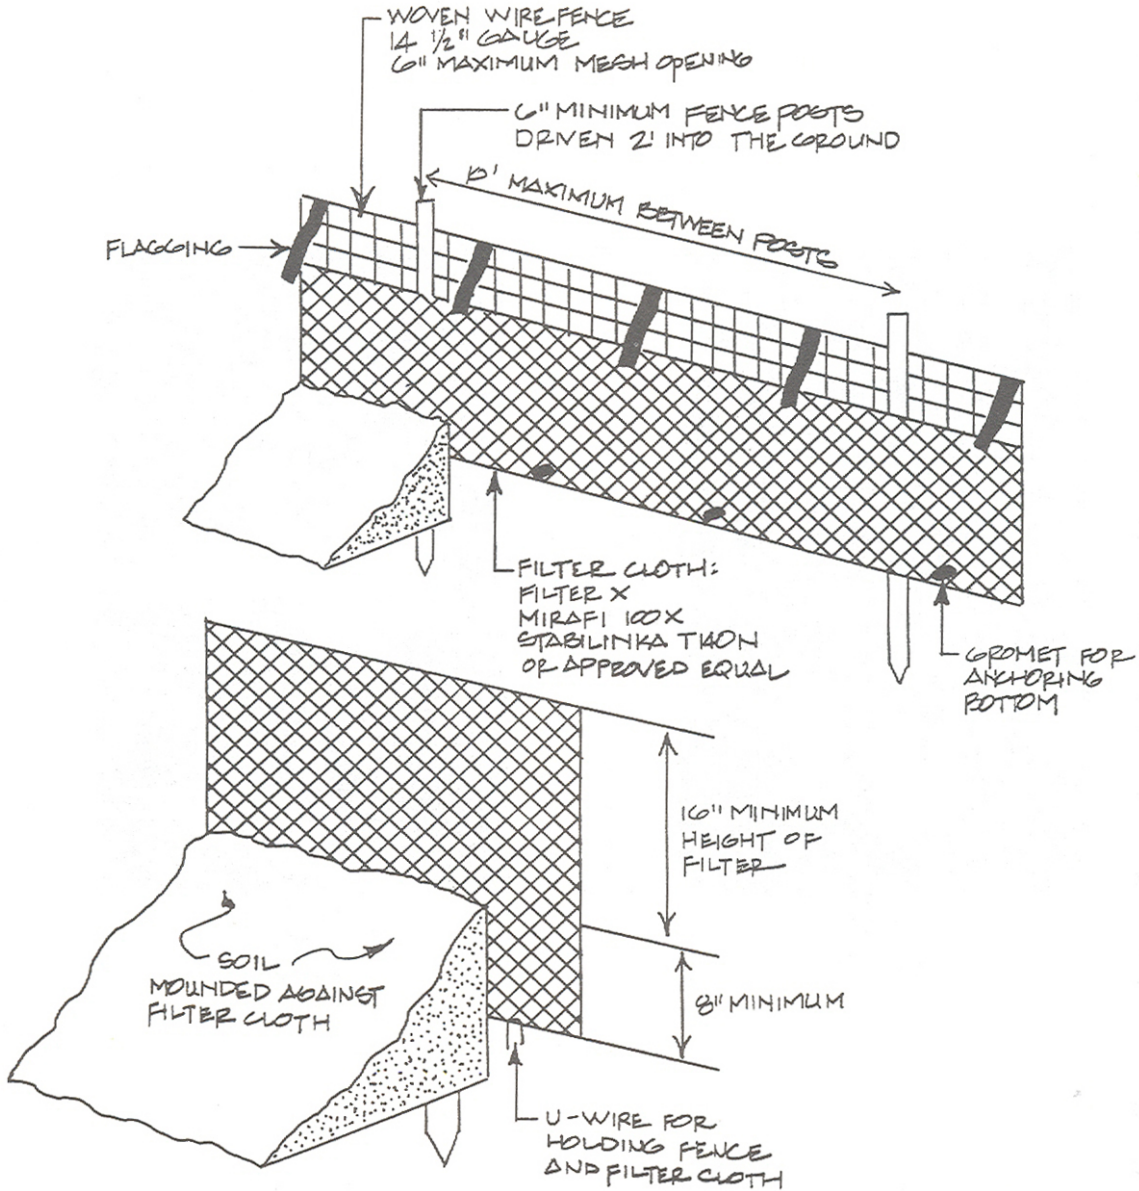 WOVEN WIRE FENCE
14 1/2" GAUGE
6" MAXIMUM MESH OPENING
6" MINIMUM FENCE POSTS
DRIVEN 2' INTO THE GROUND
10' MAXIMUM BETWEEN POSTS
FLAGGING
FILTER CLOTH:
FILTER X
MIRAFI 100X
STABILINKA T140N
OR APPROVED EQUAL
GROMET FOR
ANCHORING
BOTTOM
16" MINIMUM
HEIGHT OF
FILTER
SOIL
MOUNDED AGAINST
FILTER CLOTH
8" MINIMUM
U-WIRE FOR
HOLDING FENCE
AND FILTER CLOTH